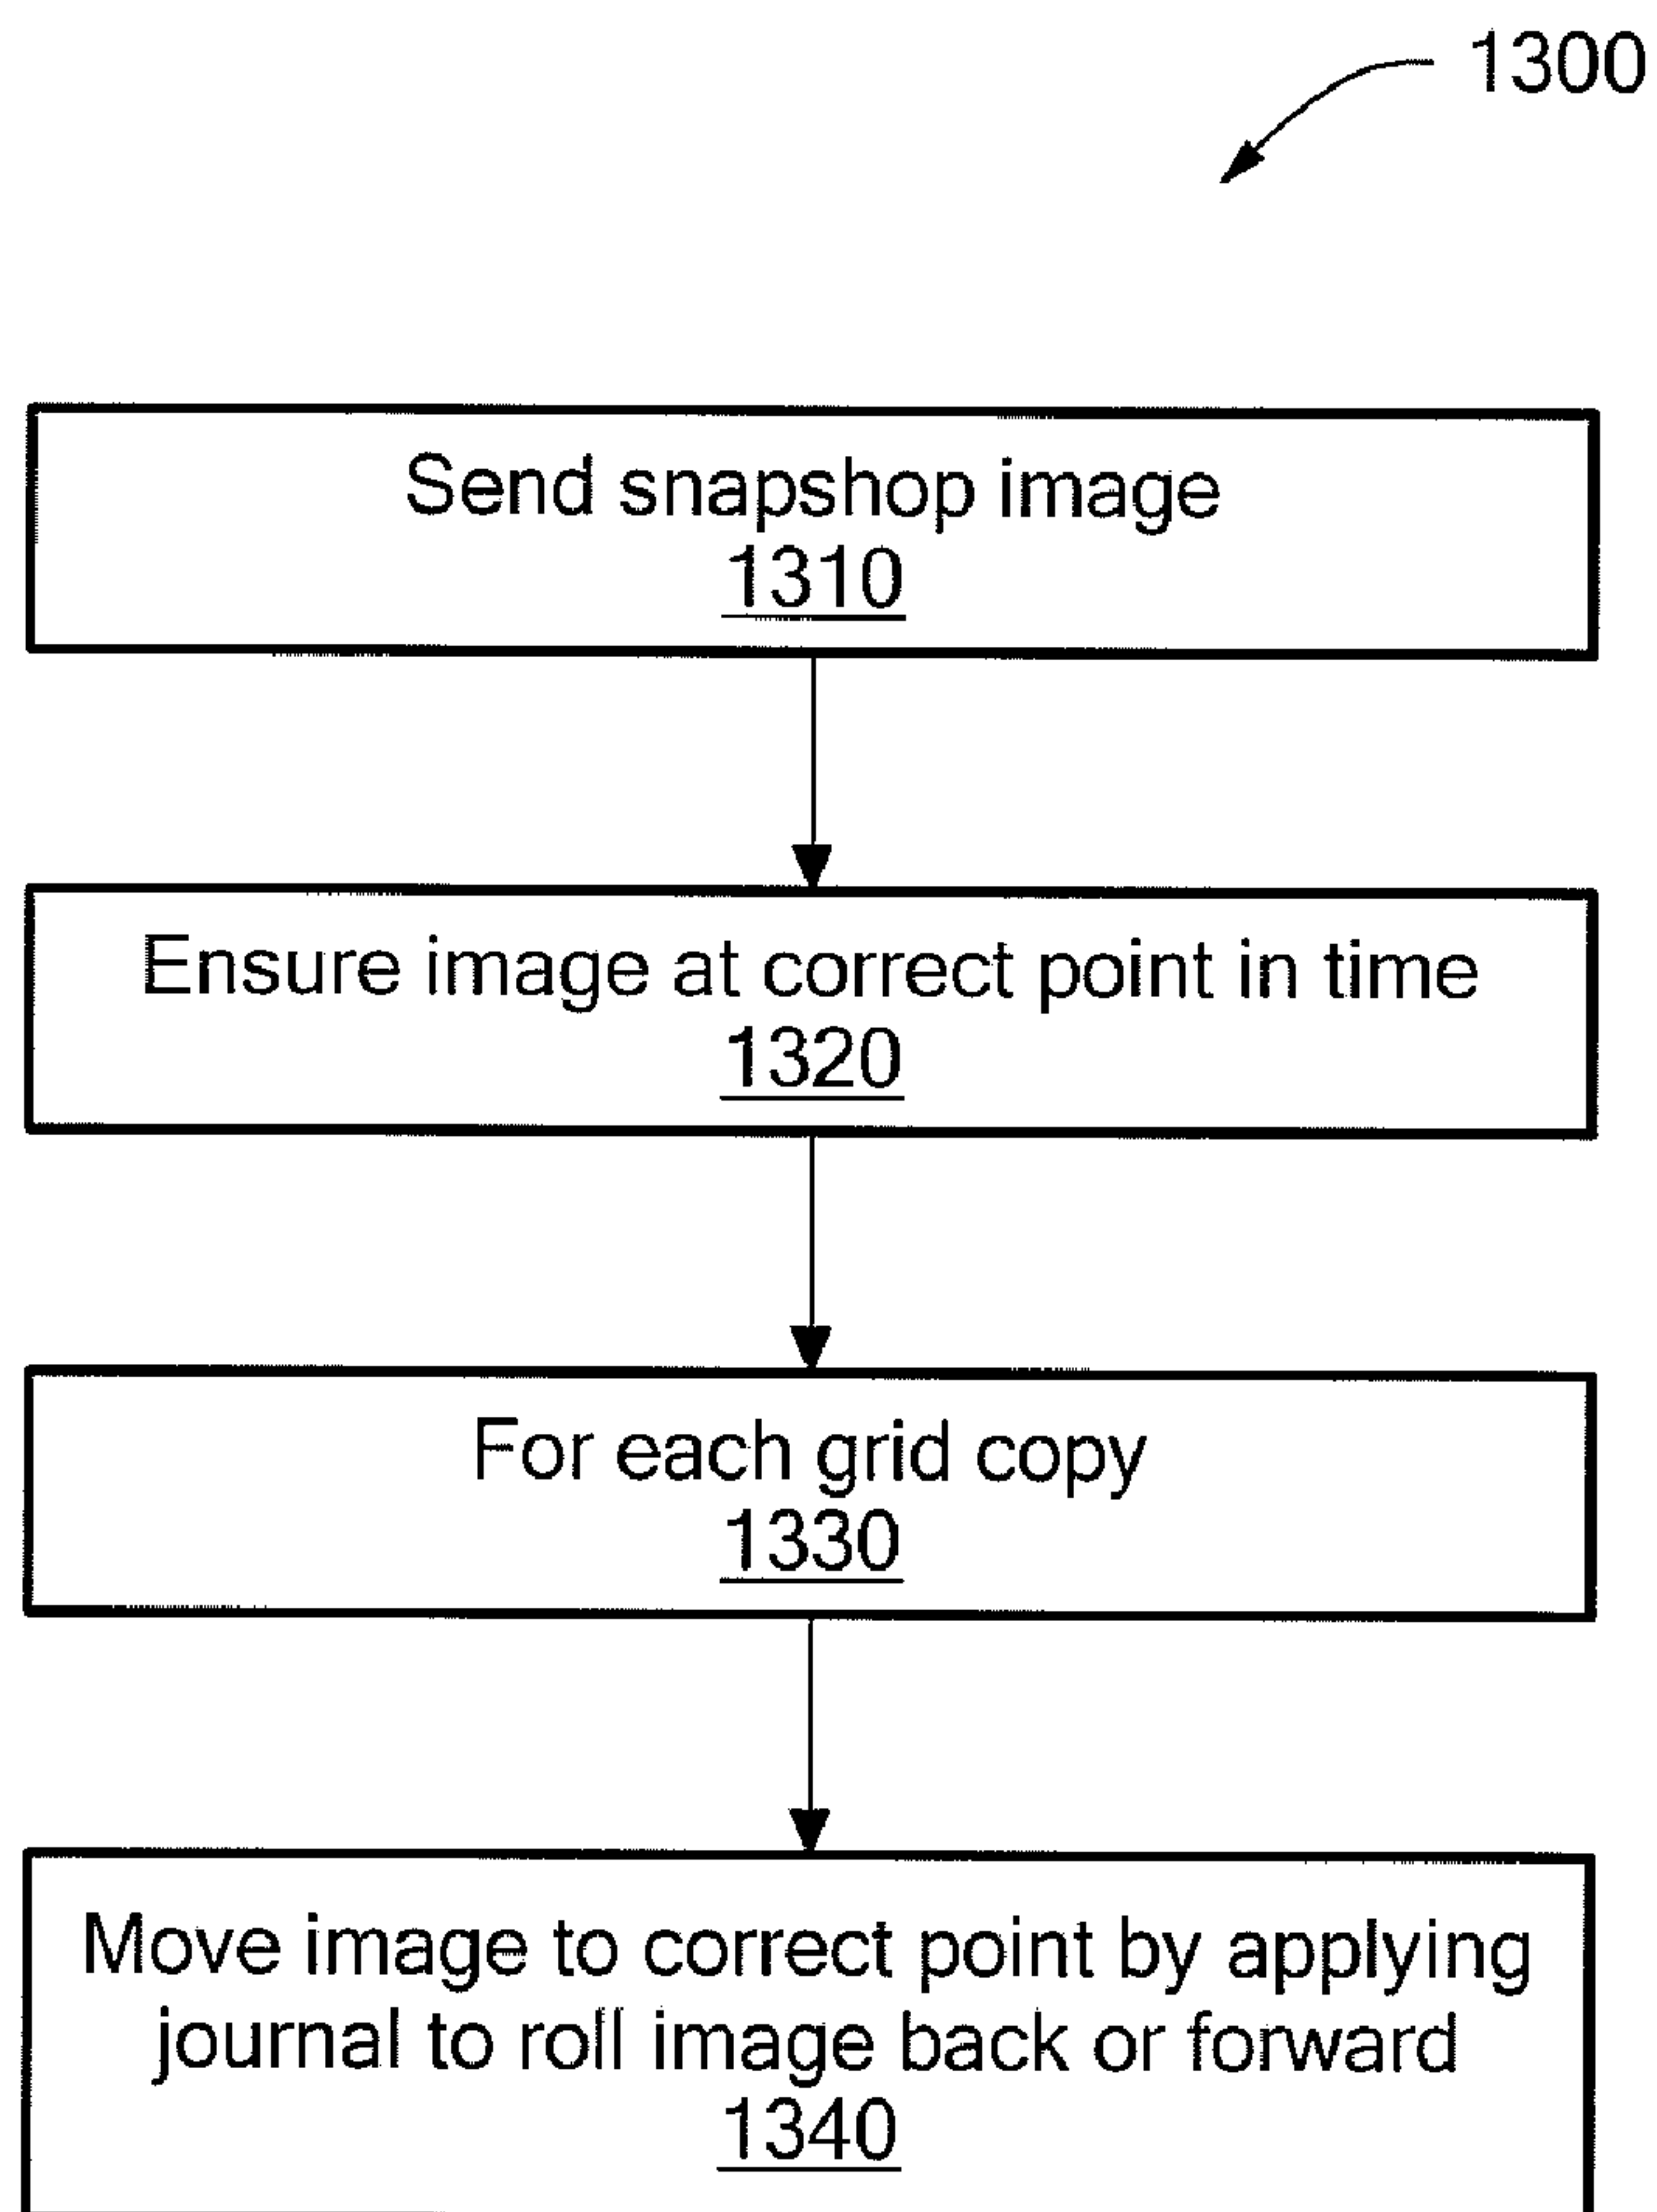 1300
Send snapshop image
1310
Ensure image at correct point in time
1320
For each grid copy
1330
Move image to correct point by applying
journal to roll image back or forward
1340